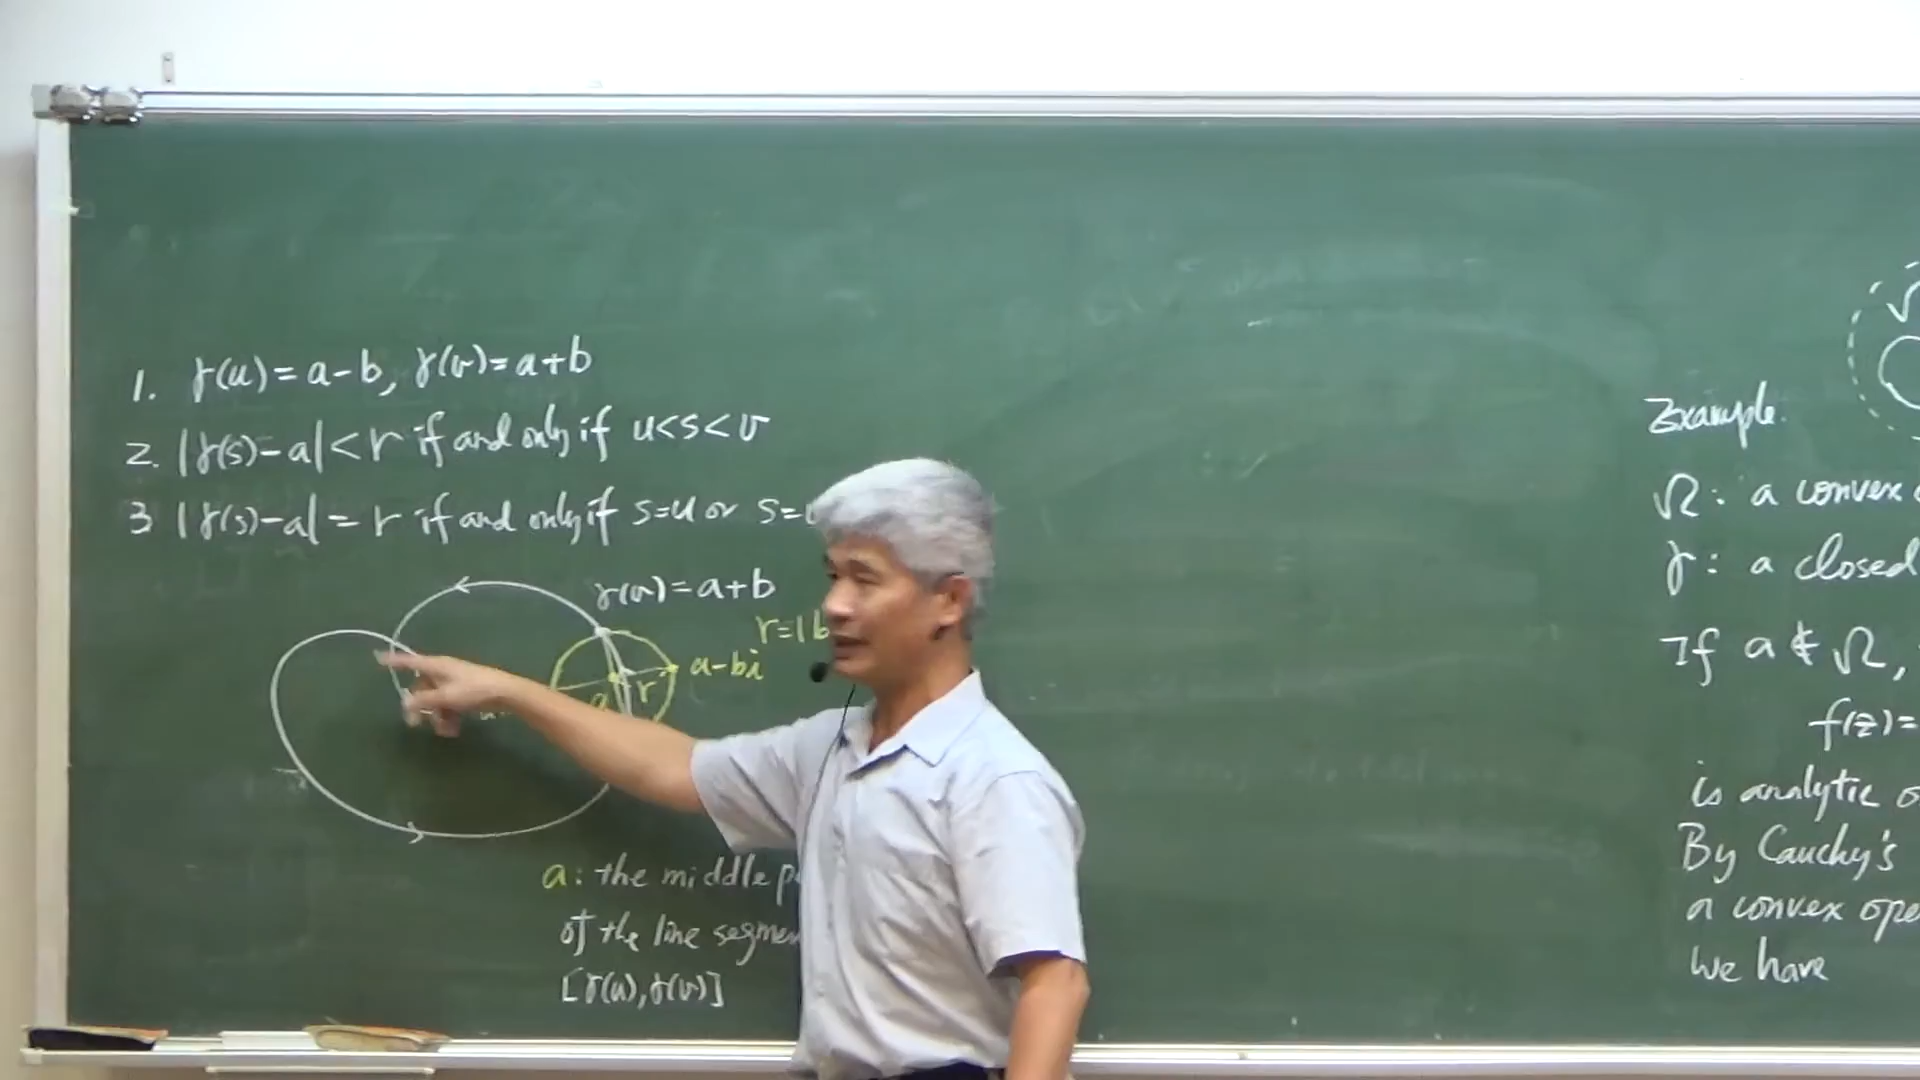 1. γ(u)=a-b, γ(v)=a+b
2. |γ(s)-a|<r if and only if u<s<v
3 |γ(s)-a|=r if and only if s=u or s=
γ(v)=a+b
r=|b
a-bi
a
r
a: the middle
of the line
[γ(u),γ(v)]
Example.
Ω: a convex
γ: a closed
If a ∉ Ω,
f(z)=
is analytic
By Cauchy's
a convex
we have